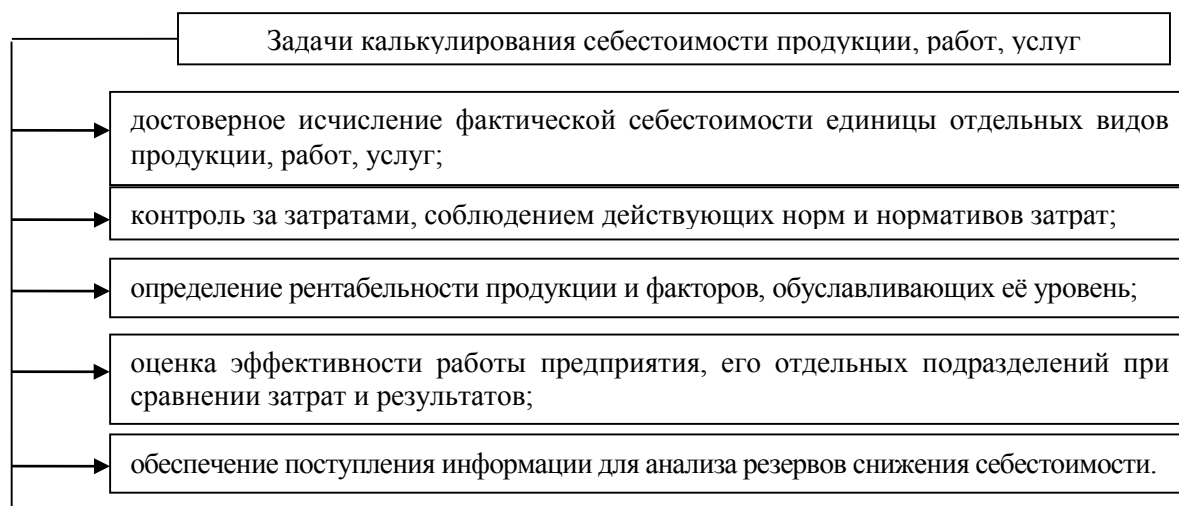 Задачи калькулирования себестоимости продукции, работ, услуг
достоверное исчисление фактической себестоимости единицы отдельных видов
продукции, работ, услуг;
контроль за затратами, соблюдением действующих норм и нормативов затрат;
определение рентабельности продукции и факторов, обуславливающих её уровень;
оценка эффективности работы предприятия, его отдельных подразделений при
сравнении затрат и результатов;
обеспечение поступления информации для анализа резервов снижения себестоимости.